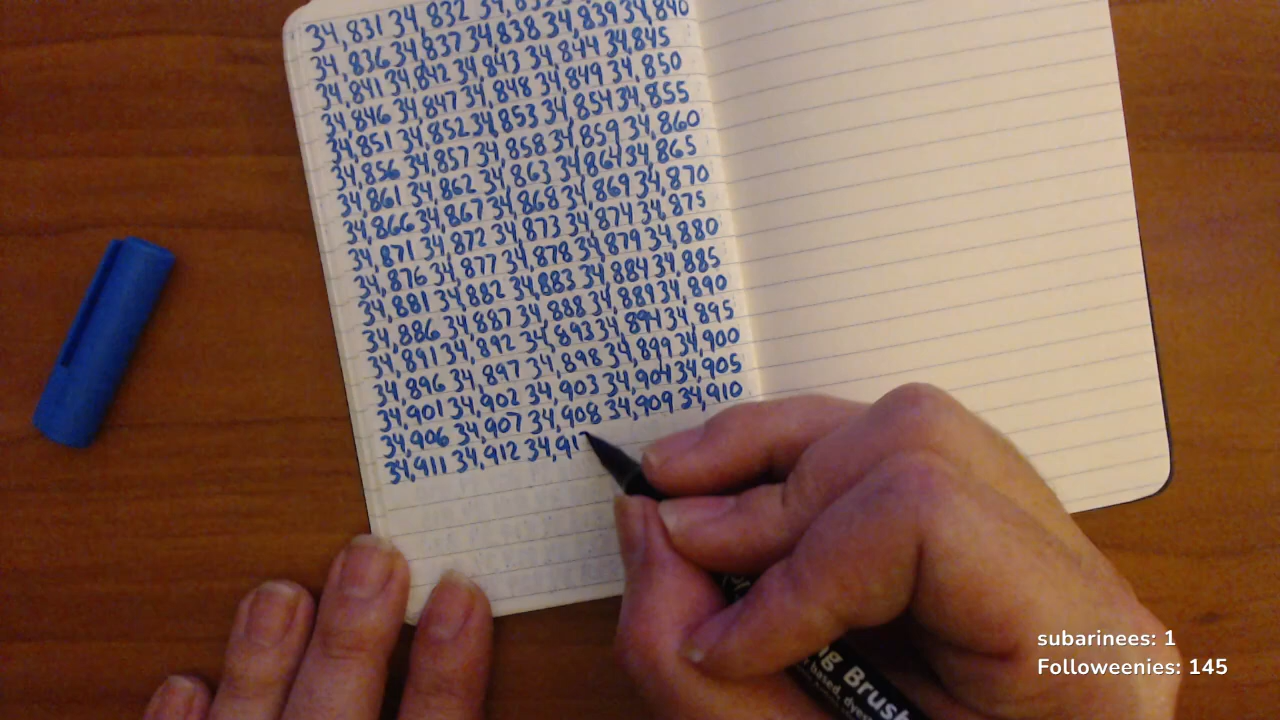 34,831 34,832 34,833
34,836 34,837 34,838 34,839 34,840
34,841 34,842 34,843 34,844 34,845
34,846 34,847 34,848 34,849 34,850
34,851 34,852 34,853 34,854 34,855
34,856 34,857 34,858 34,859 34,860
34,861 34,862 34,863 34,864 34,865
34,866 34,867 34,868 34,869 34,870
34,871 34,872 34,873 34,874 34,875
34,876 34,877 34,878 34,879 34,880
34,881 34,882 34,883 34,884 34,885
34,886 34,887 34,888 34,889 34,890
34,891 34,892 34,893 34,894 34,895
34,896 34,897 34,898 34,899 34,900
34,901 34,902 34,903 34,904 34,905
34,906 34,907 34,908 34,909 34,910
34,911 34,912 34,91
ng Brush
subarinees: 1
Followeenies: 145